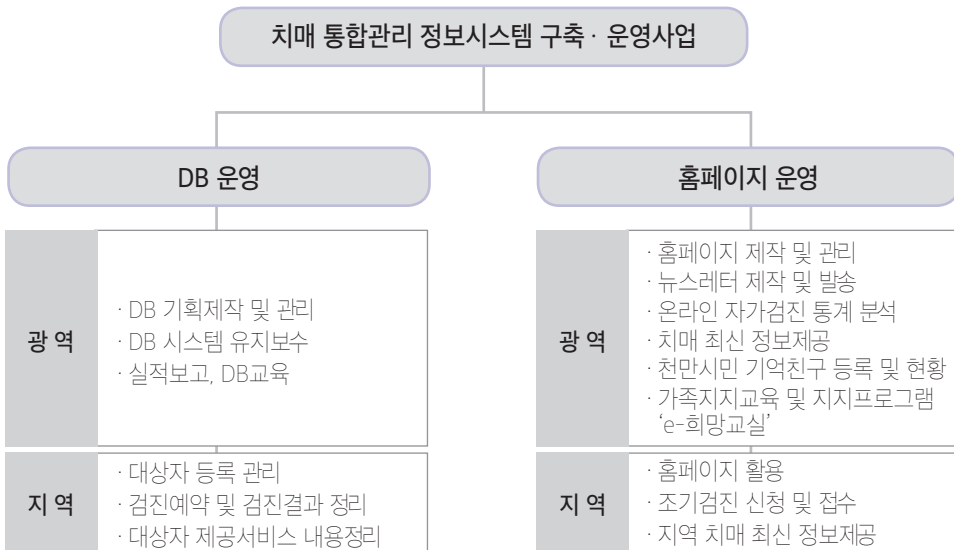 치매 통합관리 정보시스템 구축 · 운영사업
DB 운영
광 역
· DB 기획제작 및 관리
· DB 시스템 유지보수
· 실적보고, DB교육
지 역
· 대상자 등록 관리
· 검진예약 및 검진결과 정리
· 대상자 제공서비스 내용정리
홈페이지 운영
광 역
· 홈페이지 제작 및 관리
· 뉴스레터 제작 및 발송
· 온라인 자가검진 통계 분석
· 치매 최신 정보제공
· 천만시민 기억친구 등록 및 현황
· 가족지지교육 및 지지프로그램
‘e-희망교실’
지 역
· 홈페이지 활용
· 조기검진 신청 및 접수
· 지역 치매 최신 정보제공